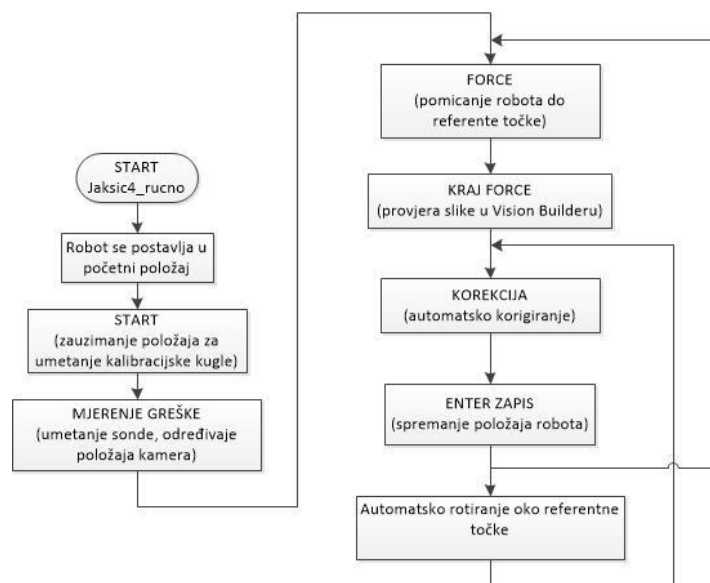 START
Jaksic4_rucno
Robot se postavlja u
početni položaj
START
(zauzimanje položaja za
umetanje kalibracijske kugle)
MJERENJE GREŠKE
(umetanje sonde, određivaje
položaja kamera)
FORCE
(pomicanje robota do
referente točke)
KRAJ FORCE
(provjera slike u Vision Builderu)
KOREKCIJA
(automatsko korigiranje)
ENTER ZAPIS
(spremanje položaja robota)
Automatsko rotiranje oko referentne
točke